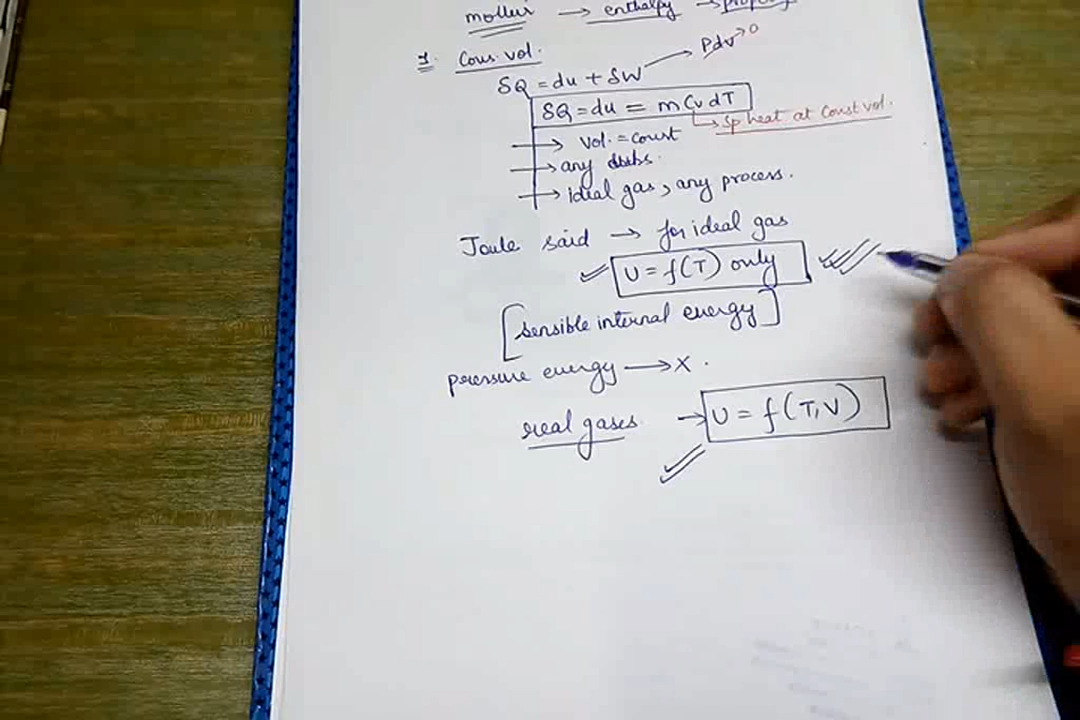 mollier → enthalpy → property
1. Cons. vol.
δQ = du + δW → Pdv → 0
δQ = du = m Cv dT
→ Sp heat at Const vol.
→ Vol. = const
→ any
→ ideal gas, any process.
Joule said → for ideal gas
U = f(T) only
[sensible internal energy]
pressure energy → X.
real gases → U = f(T, V)